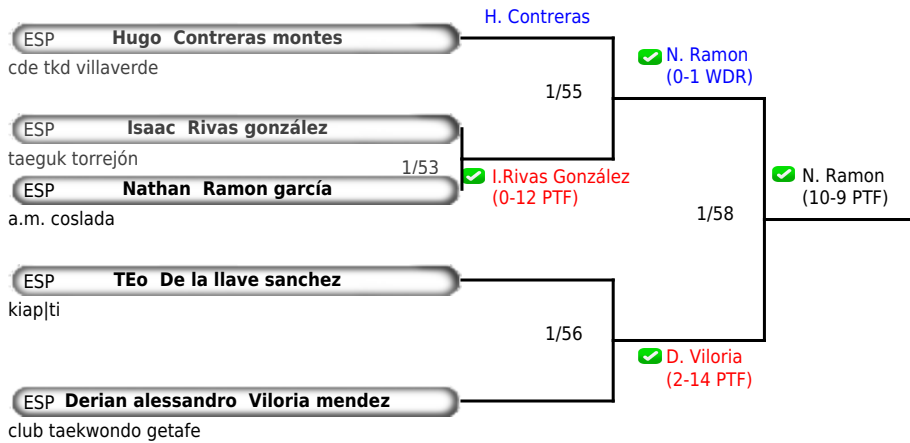 H. Contreras
ESP Hugo Contreras montes
cde tkd villaverde
N. Ramon
(0-1 WDR)
1/55
ESP Isaac Rivas gonzález
taeguk torrejón
1/53
I.Rivas González
(0-12 PTF)
N. Ramon
(10-9 PTF)
ESP Nathan Ramon garcía
a.m. coslada
1/58
ESP TEo De la llave sanchez
kiap|ti
1/56
D. Viloria
(2-14 PTF)
ESP Derian alessandro Viloria mendez
club taekwondo getafe